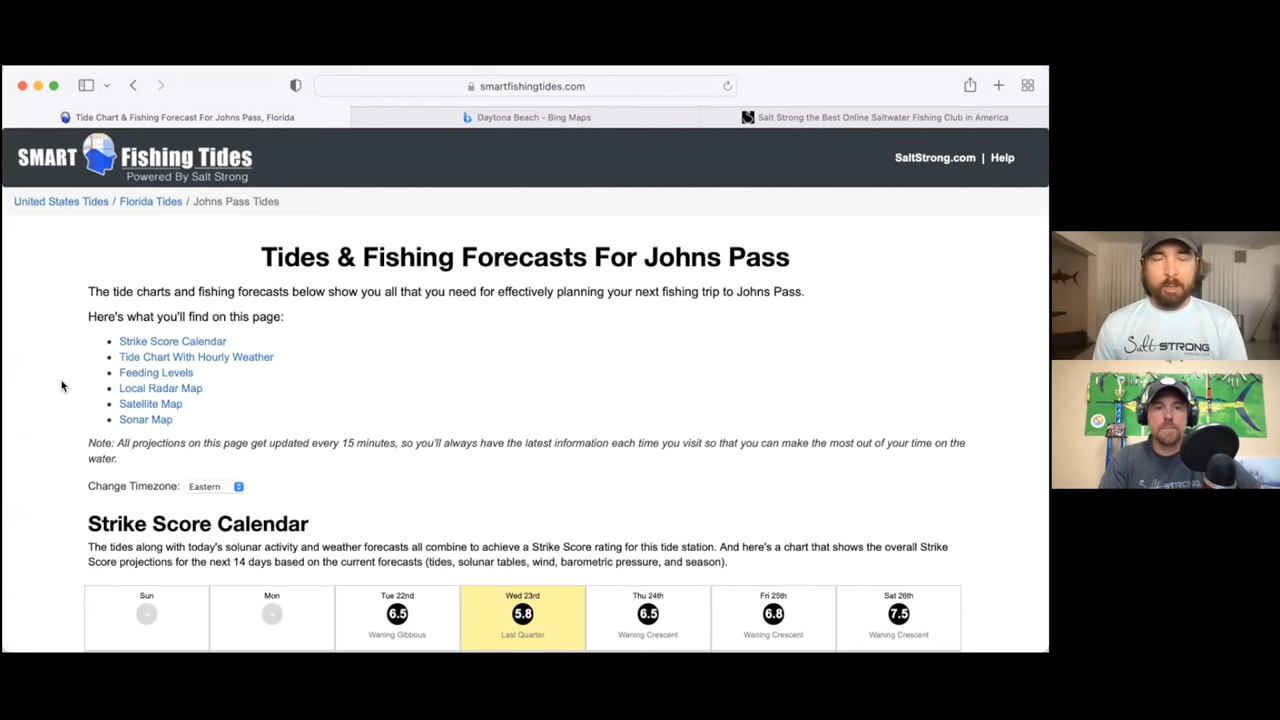 smartfishingtides.com
Tide Chart & Fishing Forecast For Johns Pass, Florida
Daytona Beach - Bing Maps
Salt Strong the Best Online Saltwater Fishing Club in America
SMART Fishing Tides
Powered By Salt Strong
SaltStrong.com | Help
United States Tides / Florida Tides / Johns Pass Tides
Tides & Fishing Forecasts For Johns Pass
The tide charts and fishing forecasts below show you all that you need for effectively planning your next fishing trip to Johns Pass.
Here's what you'll find on this page:
Strike Score Calendar
Tide Chart With Hourly Weather
Feeding Levels
Local Radar Map
Satellite Map
Sonar Map
Note: All projections on this page get updated every 15 minutes, so you'll always have the latest information each time you visit so that you can make the most out of your time on the
water.
Change Timezone: Eastern
Strike Score Calendar
The tides along with today's solunar activity and weather forecasts all combine to achieve a Strike Score rating for this tide station. And here's a chart that shows the overall Strike
Score projections for the next 14 days based on the current forecasts (tides, solunar tables, wind, barometric pressure, and season).
Sun Mon Tue 22nd Wed 23rd Thu 24th Fri 25th Sat 26th
- - 6.5 5.8 6.5 6.8 7.5
Waning Gibbous Last Quarter Waning Crescent Waning Crescent Waning Crescent
Salt STRONG
SALT STRONG